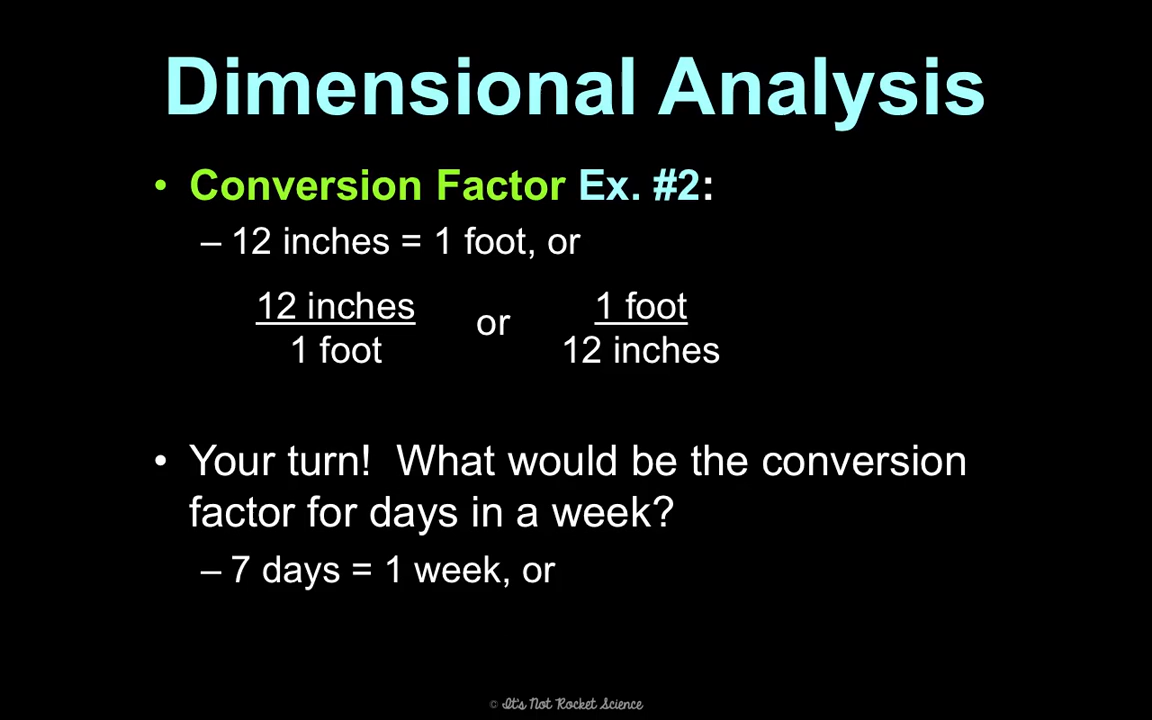 Dimensional Analysis
• Conversion Factor Ex. #2:
– 12 inches = 1 foot, or
12 inches or 1 foot
1 foot 12 inches
• Your turn!  What would be the conversion
factor for days in a week?
– 7 days = 1 week, or
© It's Not Rocket Science